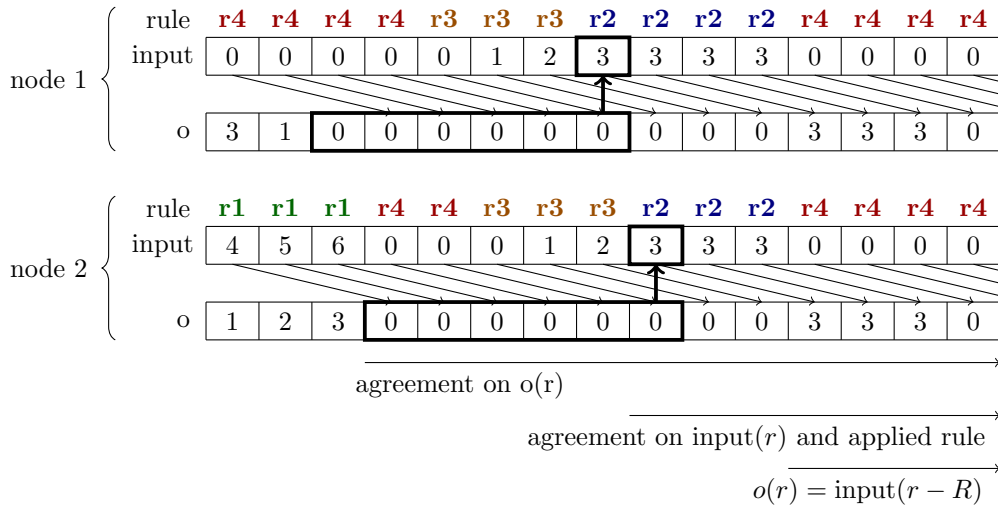 rule r4 r4 r4 r4 r3 r3 r3 r2 r2 r2 r2 r4 r4 r4 r4
node 1
input 0 0 0 0 0 1 2 3 3 3 3 0 0 0 0
o 3 1 0 0 0 0 0 0 0 0 0 3 3 3 0
rule r1 r1 r1 r4 r4 r3 r3 r3 r2 r2 r2 r4 r4 r4 r4
node 2
input 4 5 6 0 0 0 1 2 3 3 3 0 0 0 0
o 1 2 3 0 0 0 0 0 0 0 0 3 3 3 0
agreement on o(r)
agreement on input(r) and applied rule
o(r) = input(r − R)